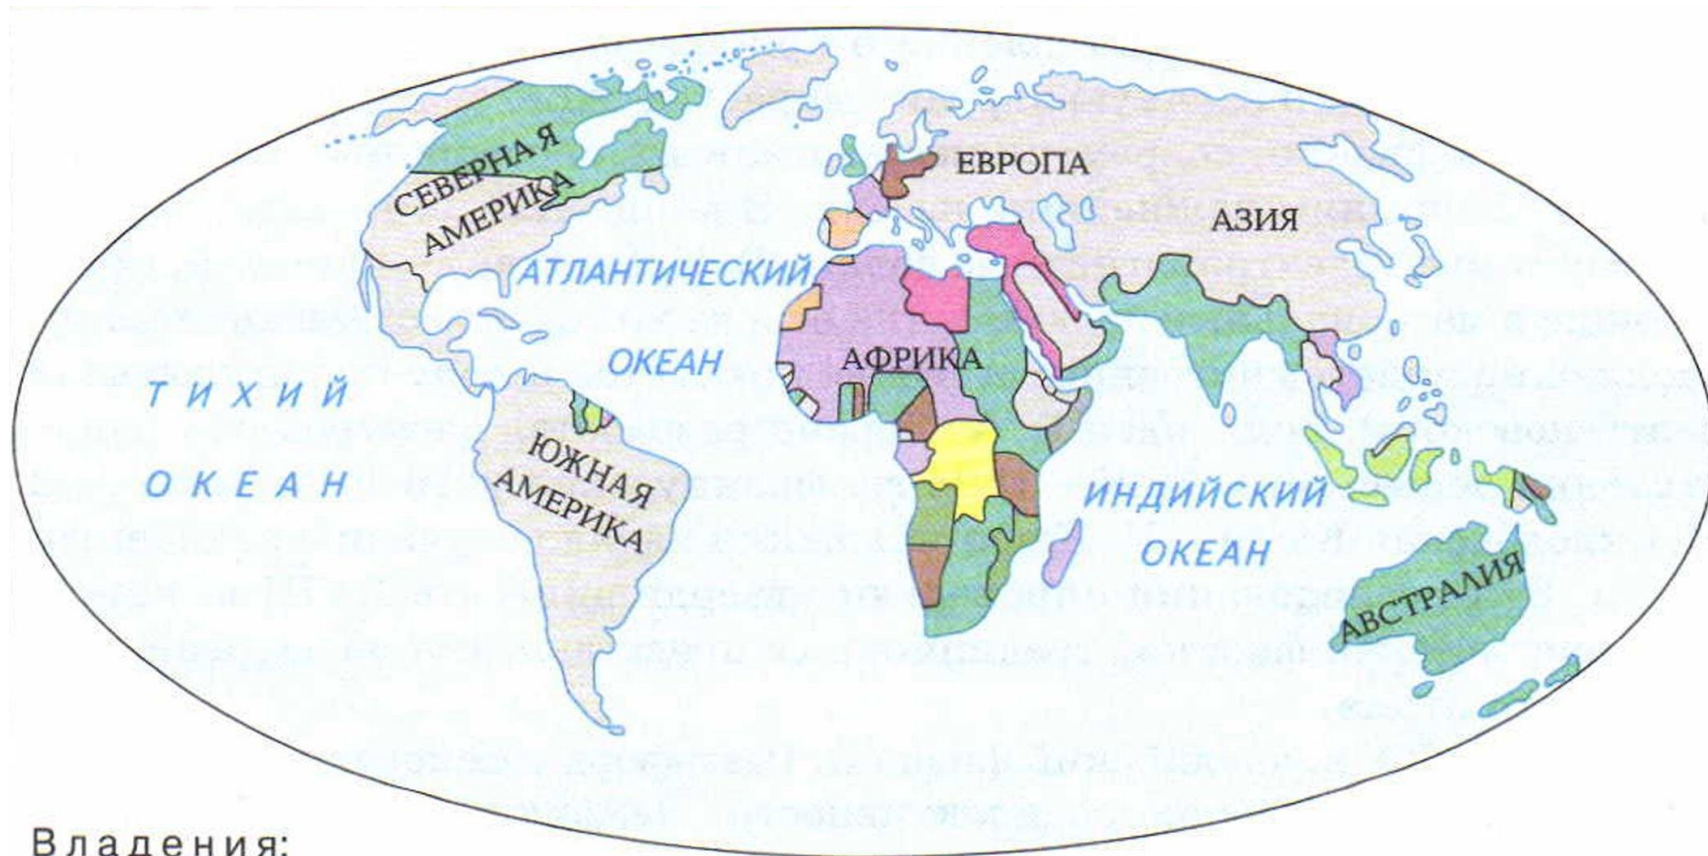 СЕВЕРНАЯ
АМЕРИКА
ЕВРОПА
АЗИЯ
АТЛАНТИЧЕСКИЙ
ОКЕАН
АФРИКА
ТИХИЙ
ОКЕАН
ЮЖНАЯ
АМЕРИКА
ИНДИЙСКИЙ
ОКЕАН
АВСТРАЛИЯ
Владения: